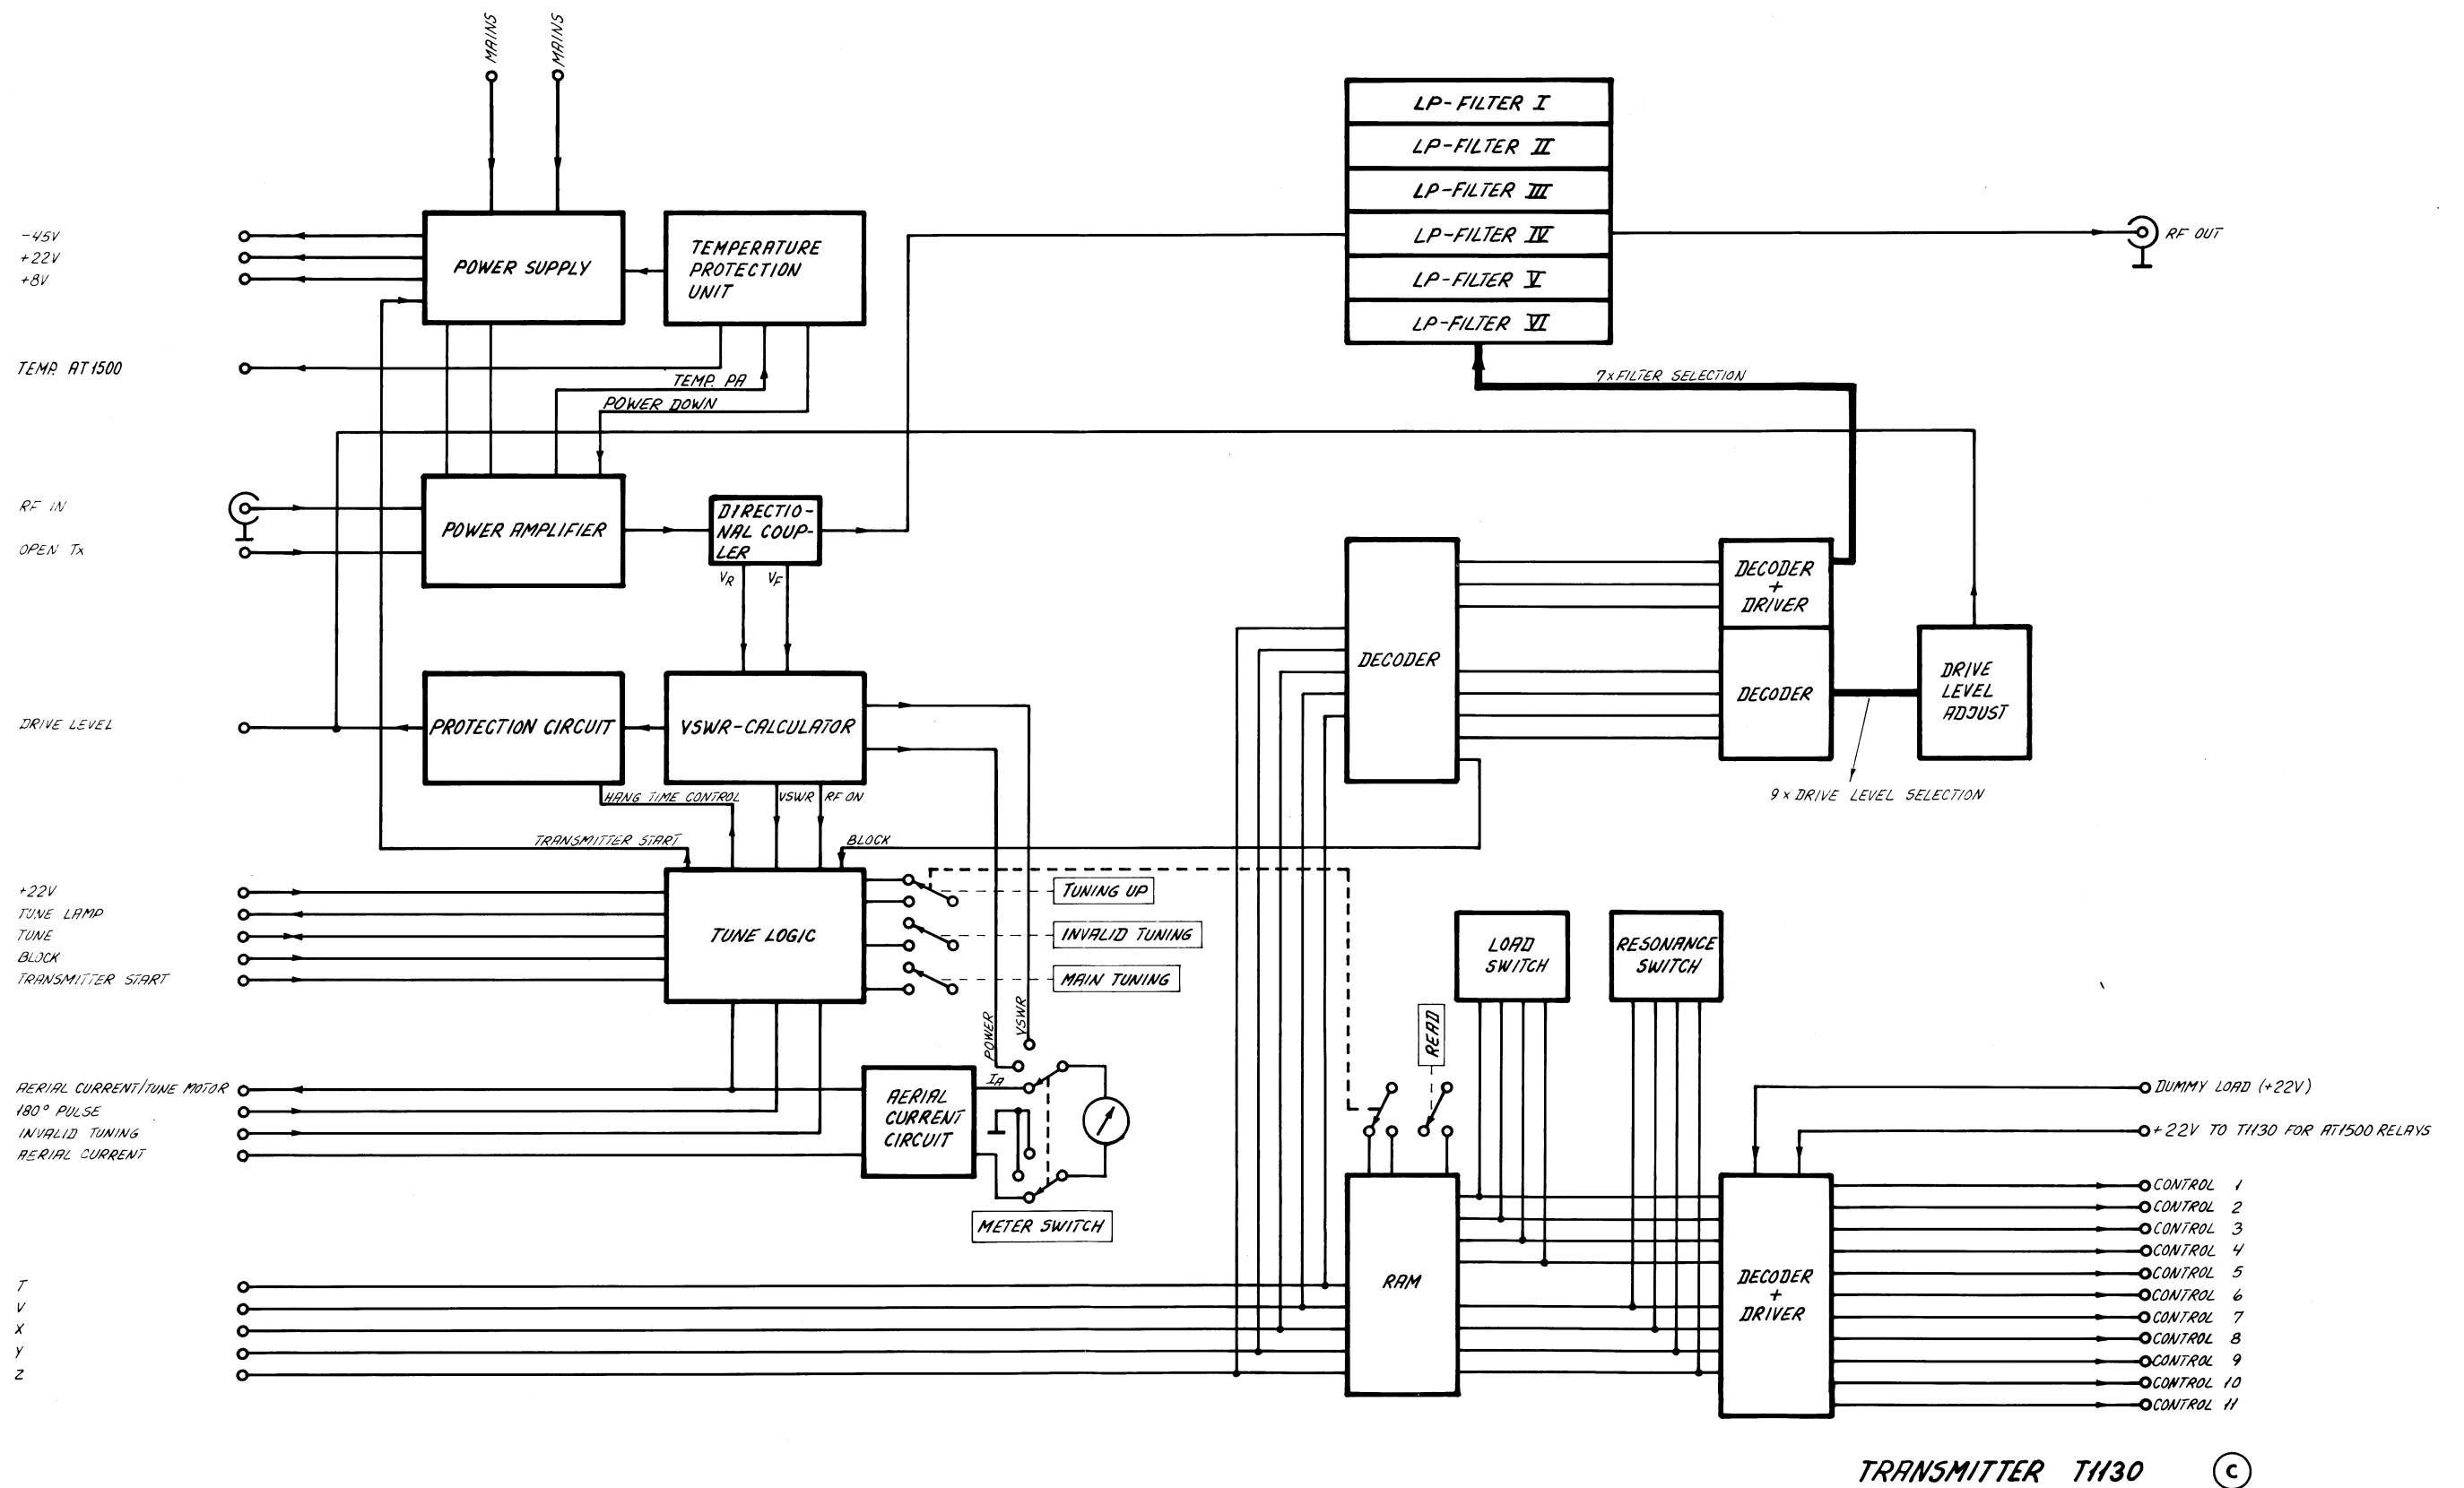 MAINS
MAINS
LP-FILTER I
LP-FILTER II
LP-FILTER III
LP-FILTER IV
LP-FILTER V
LP-FILTER VI
RF OUT
-45V
+22V
+8V
POWER SUPPLY
TEMPERATURE
PROTECTION
UNIT
TEMP. AT1500
TEMP. PA
POWER DOWN
7xFILTER SELECTION
RF IN
OPEN Tx
POWER AMPLIFIER
DIRECTIO-
NAL COUP-
LER
VR
VF
DECODER
DECODER
+
DRIVER
DECODER
DRIVE
LEVEL
ADJUST
9 x DRIVE LEVEL SELECTION
DRIVE LEVEL
PROTECTION CIRCUIT
VSWR-CALCULATOR
HANG TIME CONTROL
VSWR
RF ON
TRANSMITTER START
BLOCK
+22V
TUNE LAMP
TUNE
BLOCK
TRANSMITTER START
TUNE LOGIC
TUNING UP
INVALID TUNING
MAIN TUNING
LOAD
SWITCH
RESONANCE
SWITCH
POWER
VSWR
READ
AERIAL CURRENT/TUNE MOTOR
180° PULSE
INVALID TUNING
AERIAL CURRENT
AERIAL
CURRENT
CIRCUIT
IA
METER SWITCH
DUMMY LOAD (+22V)
+22V TO T1130 FOR AT1500 RELAYS
T
V
X
Y
Z
RAM
DECODER
+
DRIVER
CONTROL 1
CONTROL 2
CONTROL 3
CONTROL 4
CONTROL 5
CONTROL 6
CONTROL 7
CONTROL 8
CONTROL 9
CONTROL 10
CONTROL 11
TRANSMITTER T1130 C